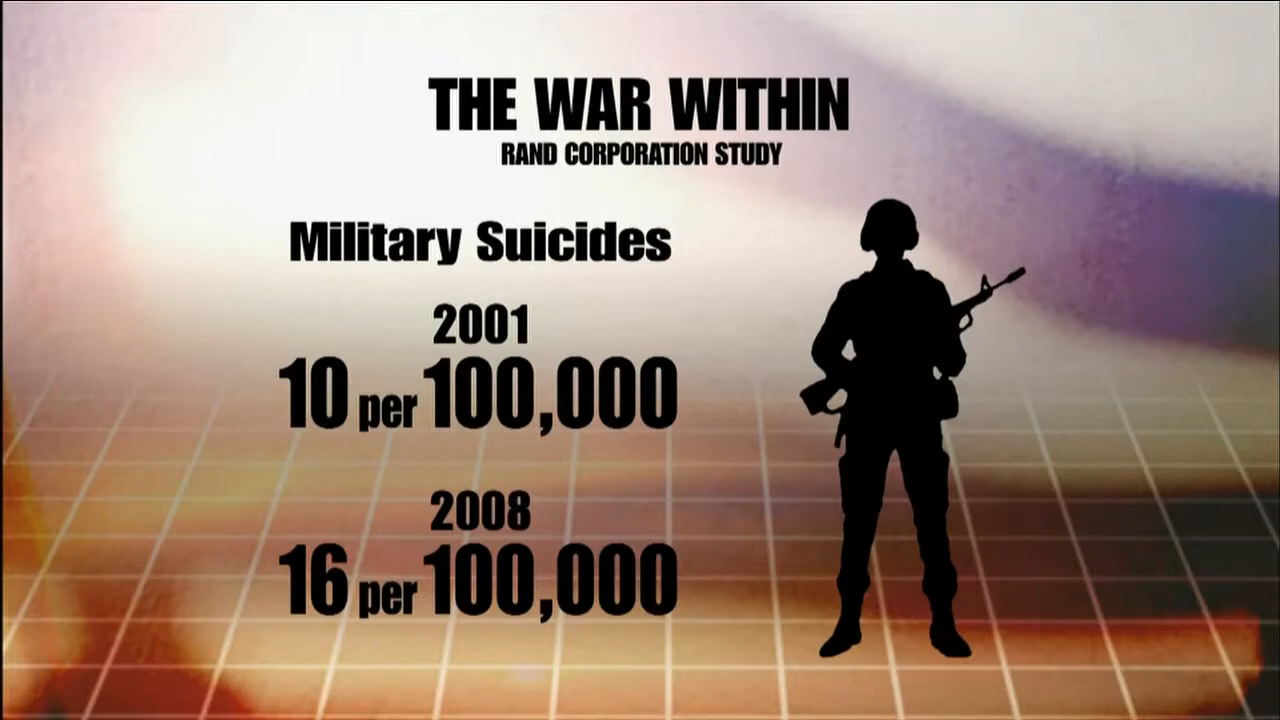 THE WAR WITHIN
RAND CORPORATION STUDY
Military Suicides
2001
10 per 100,000
2008
16 per 100,000